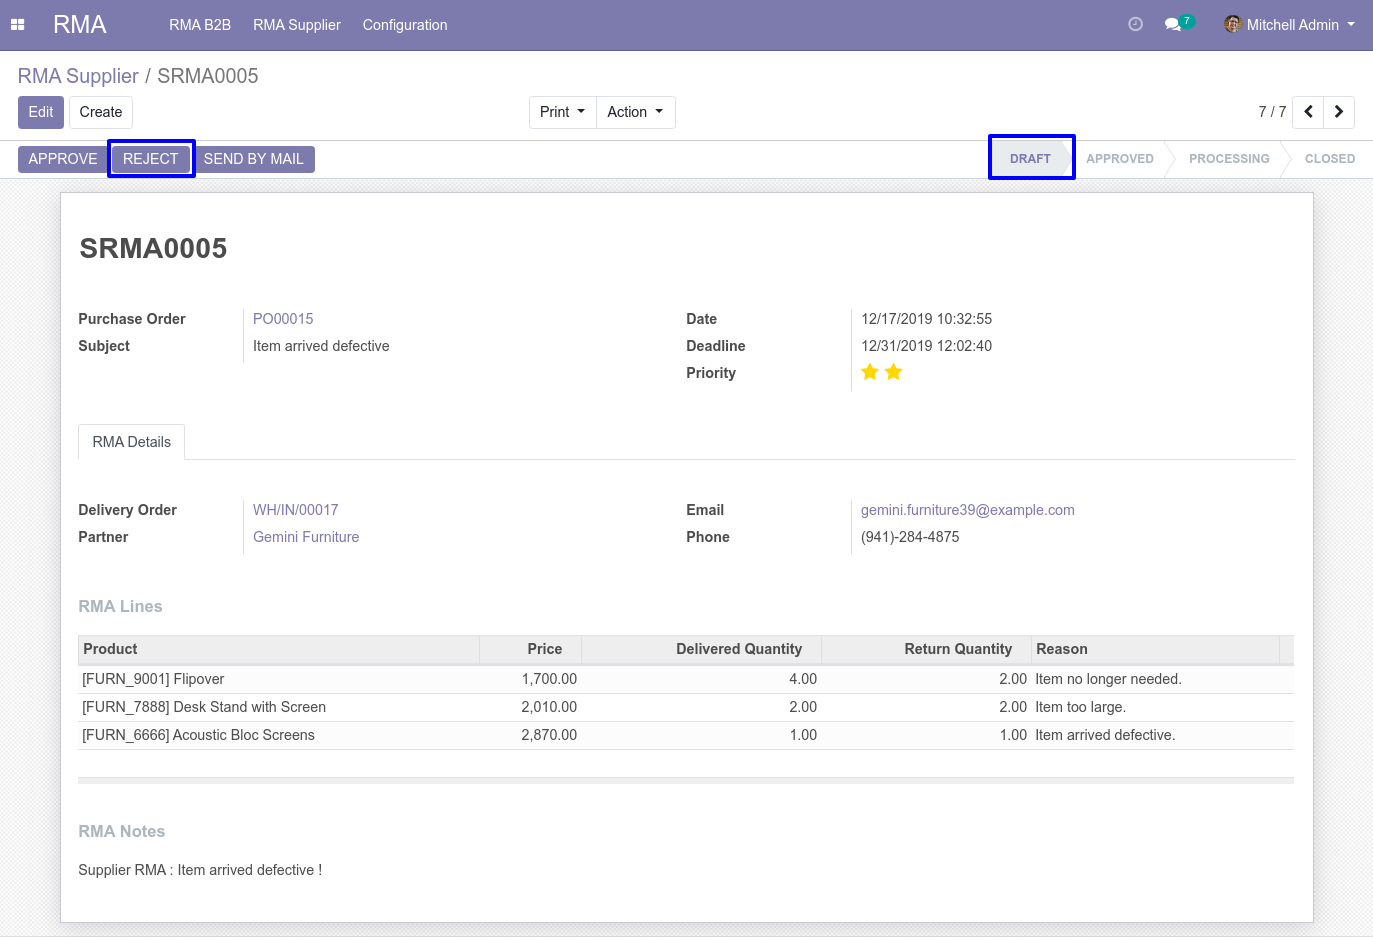 RMA RMA B2B RMA Supplier Configuration 7 Mitchell Admin
RMA Supplier / SRMA0005
Edit Create Print Action 7 / 7
APPROVE REJECT SEND BY MAIL DRAFT APPROVED PROCESSING CLOSED
SRMA0005
Purchase Order PO00015 Date 12/17/2019 10:32:55
Subject Item arrived defective Deadline 12/31/2019 12:02:40
Priority
RMA Details
Delivery Order WH/IN/00017 Email gemini.furniture39@example.com
Partner Gemini Furniture Phone (941)-284-4875
RMA Lines
Product Price Delivered Quantity Return Quantity Reason
[FURN_9001] Flipover 1,700.00 4.00 2.00 Item no longer needed.
[FURN_7888] Desk Stand with Screen 2,010.00 2.00 2.00 Item too large.
[FURN_6666] Acoustic Bloc Screens 2,870.00 1.00 1.00 Item arrived defective.
RMA Notes
Supplier RMA : Item arrived defective !